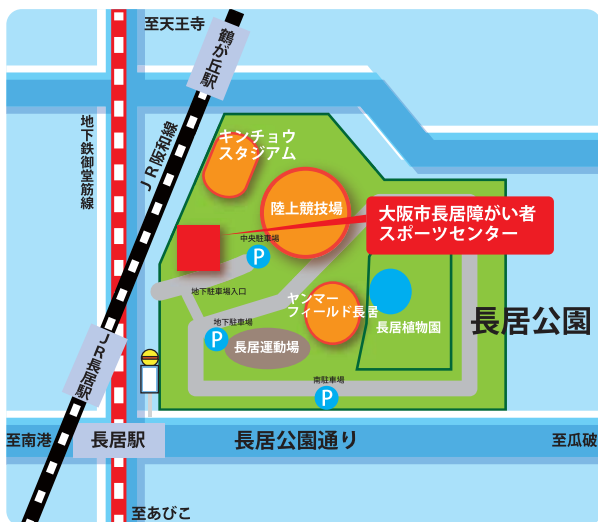 至天王寺
鶴が丘駅
地下鉄御堂筋線
JR阪和線
キンチョウ
スタジアム
陸上競技場
大阪市長居障がい者
スポーツセンター
中央駐車場
P
地下駐車場入口
ヤンマー
フィールド長居
長居植物園
長居公園
地下駐車場
P
長居運動場
JR長居駅
南駐車場
P
至南港
長居駅
長居公園通り
至瓜破
至あびこ